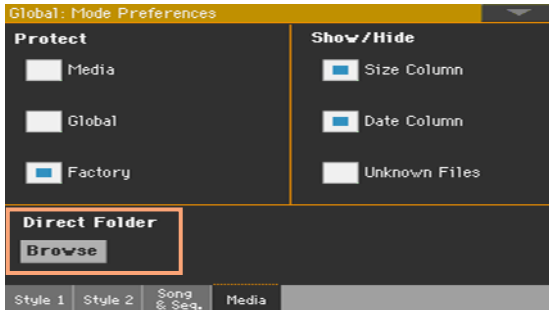 Global: Mode Preferences
Protect
Show/Hide
Media
Size Column
Global
Date Column
Factory
Unknown Files
Direct Folder
Browse
Style 1
Style 2
Song
& Seq.
Media